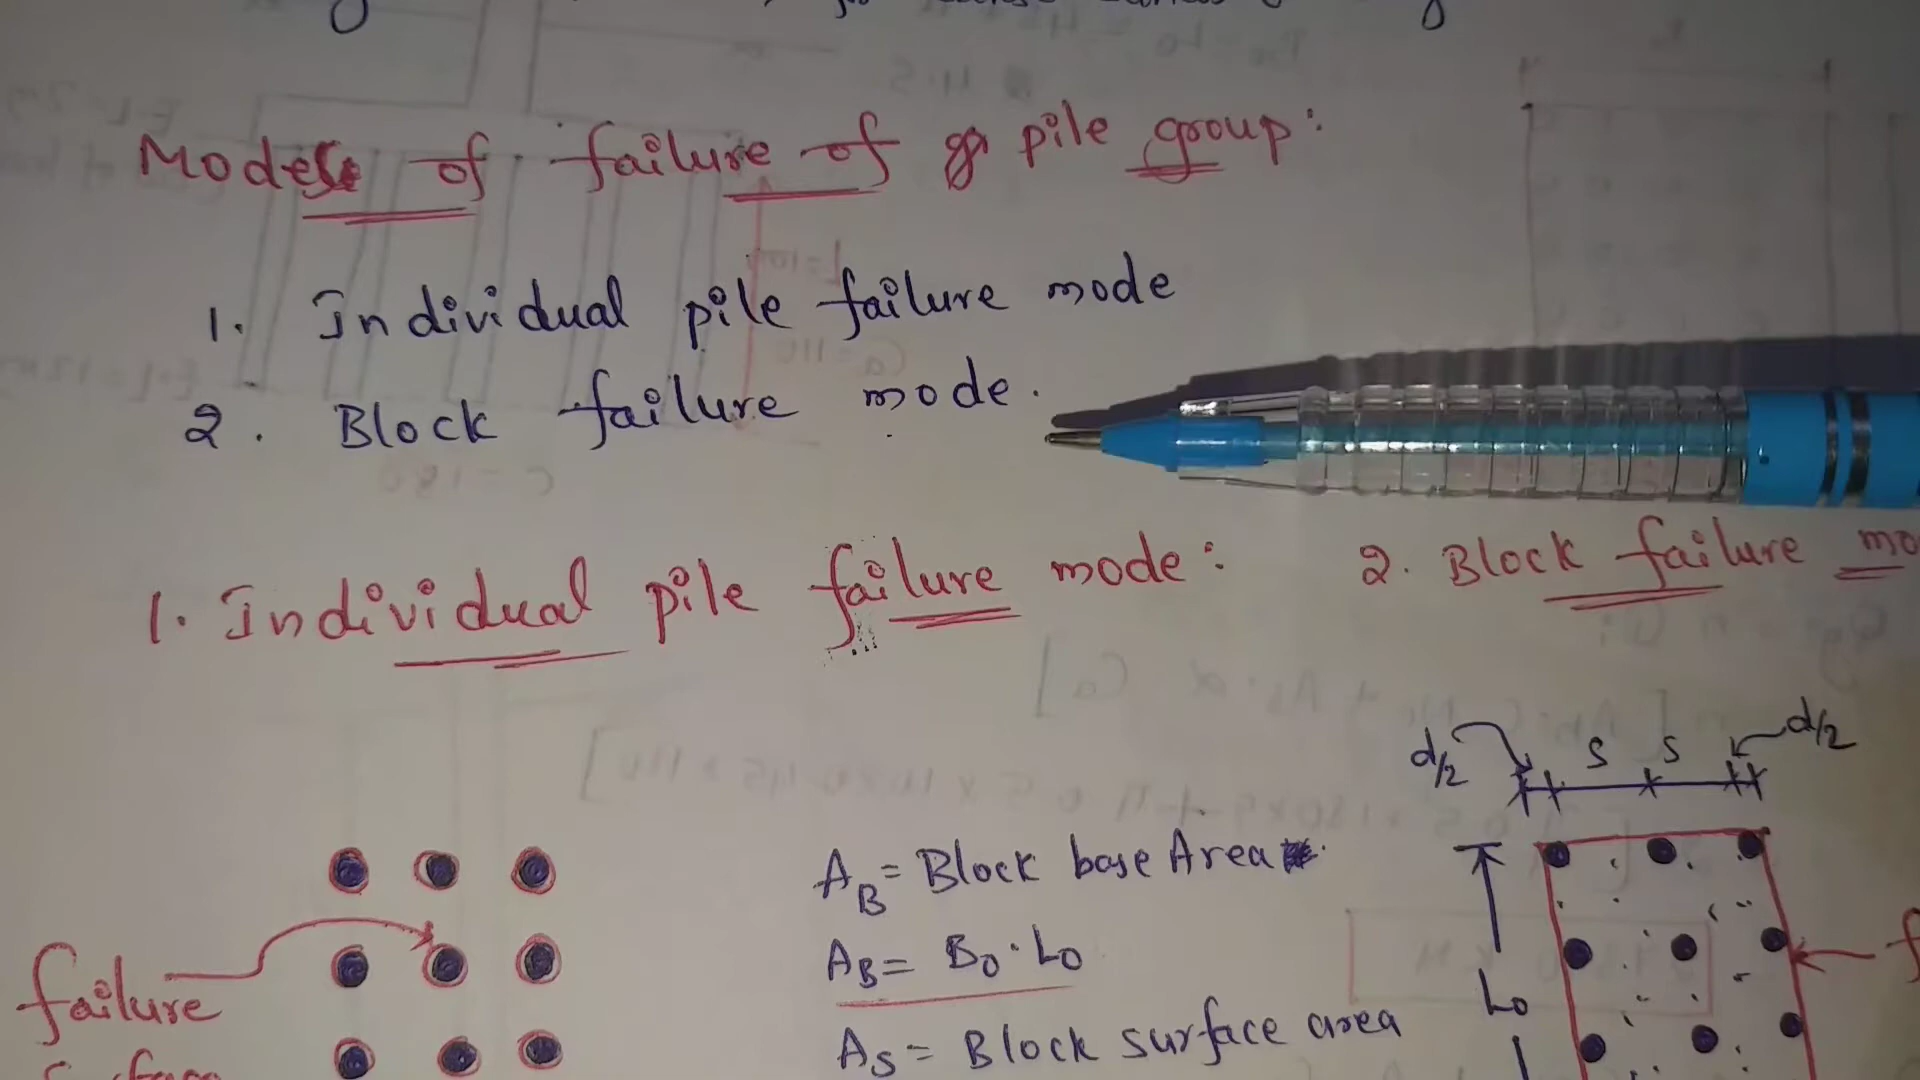 Modes of failure of pile group:
1. Individual pile failure mode
2. Block failure mode.
1. Individual pile failure mode:
2. Block failure mo
d/2 S S d/2
AB = Block base Area
AB = B0 · L0
AS = Block surface area
failure
surface
L0
f